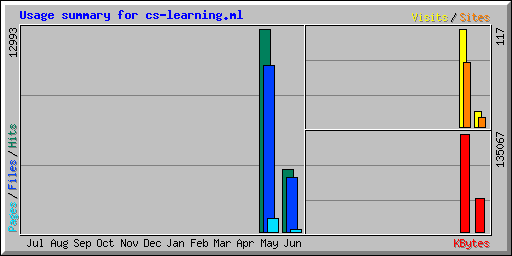 Usage summary for cs-learning.ml
Visits/Sites
12993
117
135067
Pages/Files/Hits
Jul Aug Sep Oct Nov Dec Jan Feb Mar Apr May Jun
KBytes